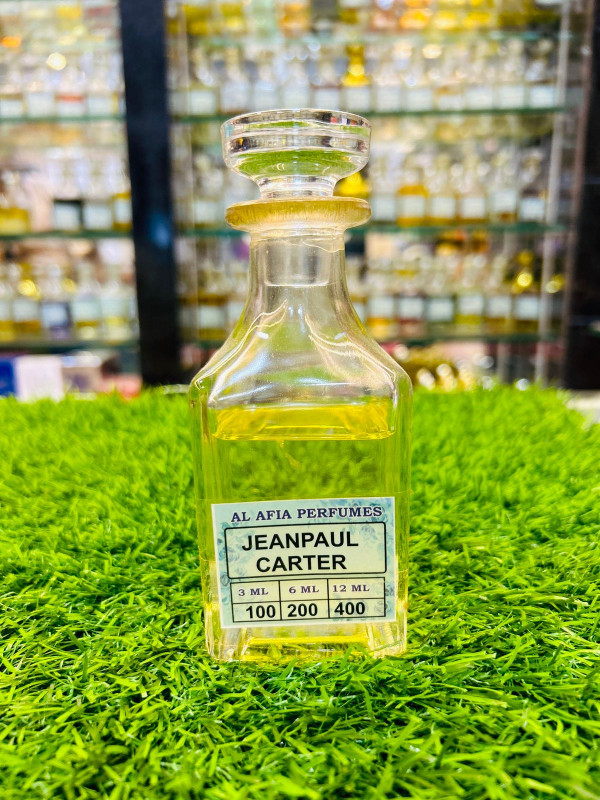 AL AFIA PERFUMES
JEANPAUL
CARTER
3 ML 6 ML 12 ML
100 200 400